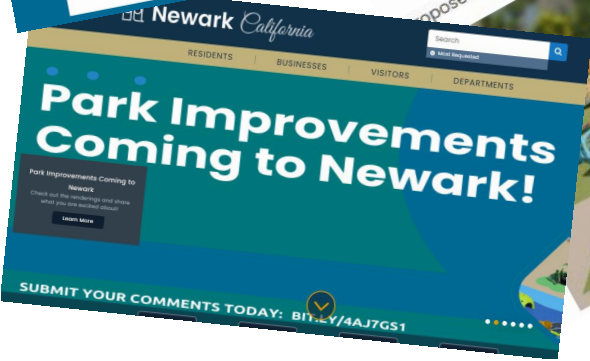 Newark California
Search
Most Requested
RESIDENTS
BUSINESSES
VISITORS
DEPARTMENTS
Park Improvements
Coming to Newark!
Park Improvements Coming to
Newark
Check out the renderings and share
what you are excited about!
Learn More
SUBMIT YOUR COMMENTS TODAY: BIT.LY/4AJ7GS1